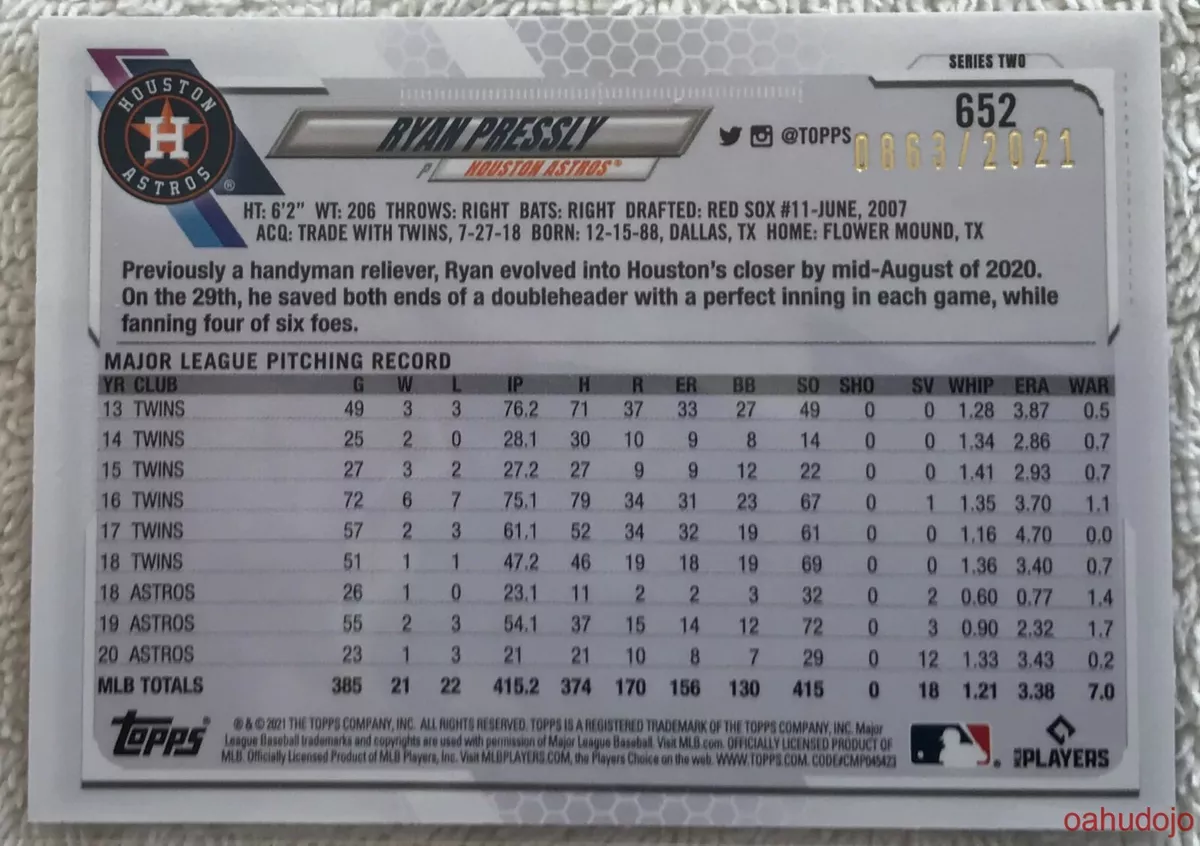 SERIES TWO
HOUSTON
H
ASTROS ®
RYAN PRESSLY
@TOPPS
652
0863/2021
P HOUSTON ASTROS®
HT: 6'2" WT: 206 THROWS: RIGHT BATS: RIGHT DRAFTED: RED SOX #11-JUNE, 2007
ACQ: TRADE WITH TWINS, 7-27-18 BORN: 12-15-88, DALLAS, TX HOME: FLOWER MOUND, TX
Previously a handyman reliever, Ryan evolved into Houston's closer by mid-August of 2020.
On the 29th, he saved both ends of a doubleheader with a perfect inning in each game, while
fanning four of six foes.
MAJOR LEAGUE PITCHING RECORD
YR CLUB G W L IP H R ER BB SO SHO SV WHIP ERA WAR
13 TWINS 49 3 3 76.2 71 37 33 27 49 0 0 1.28 3.87 0.5
14 TWINS 25 2 0 28.1 30 10 9 8 14 0 0 1.34 2.86 0.7
15 TWINS 27 3 2 27.2 27 9 9 12 22 0 0 1.41 2.93 0.7
16 TWINS 72 6 7 75.1 79 34 31 23 67 0 1 1.35 3.70 1.1
17 TWINS 57 2 3 61.1 52 34 32 19 61 0 0 1.16 4.70 0.0
18 TWINS 51 1 1 47.2 46 19 18 19 69 0 0 1.36 3.40 0.7
18 ASTROS 26 1 0 23.1 11 2 2 3 32 0 2 0.60 0.77 1.4
19 ASTROS 55 2 3 54.1 37 15 14 12 72 0 3 0.90 2.32 1.7
20 ASTROS 23 1 3 21 21 10 8 7 29 0 12 1.33 3.43 0.2
MLB TOTALS 385 21 22 415.2 374 170 156 130 415 0 18 1.21 3.38 7.0
Topps®
® & © 2021 THE TOPPS COMPANY, INC. ALL RIGHTS RESERVED. TOPPS IS A REGISTERED TRADEMARK OF THE TOPPS COMPANY, INC. Major
League Baseball trademarks and copyrights are used with permission of Major League Baseball. Visit MLB.com. OFFICIALLY LICENSED PRODUCT OF
MLB. Officially Licensed Product of MLB Players, Inc. Visit MLBPLAYERS.COM, the Players Choice on the web. WWW.TOPPS.COM. CODE#CMP045423
MLB PLAYERS
oahudojo